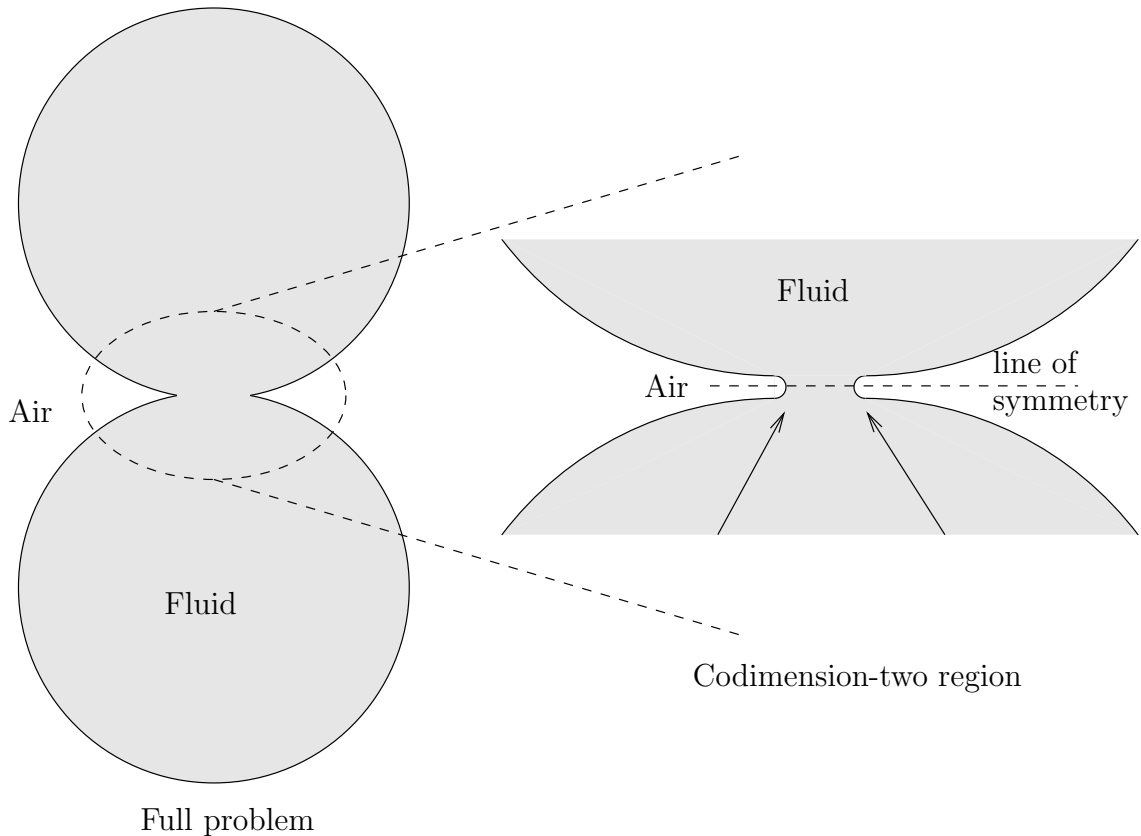 Air
Fluid
Full problem
Fluid
Air
line of
symmetry
Codimension-two region